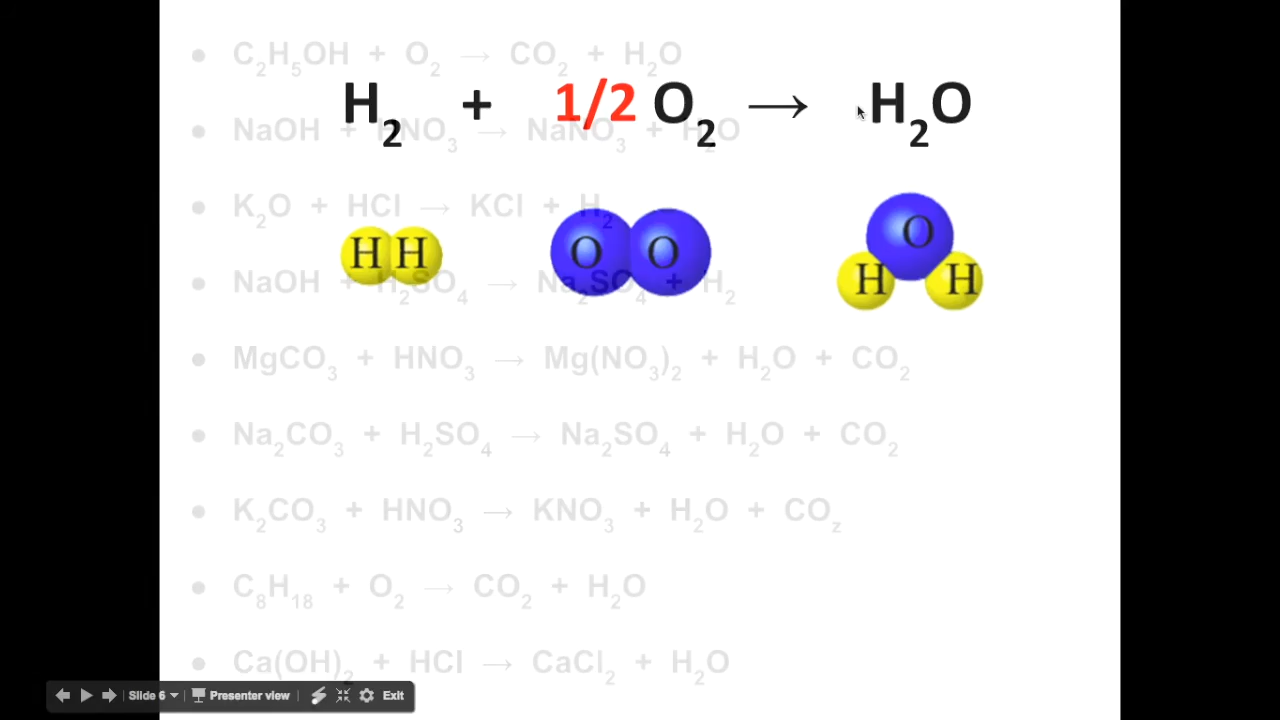 • C₂H₅OH + O₂ → CO₂ + H₂O
H₂ + 1/2 O₂ → H₂O
• NaOH + HNO₃ → NaNO₃ + H₂O
• K₂O + HCl → KCl + H₂
H H O O O H H
• NaOH + H₂SO₄ → Na₂SO₄ + H₂
• MgCO₃ + HNO₃ → Mg(NO₃)₂ + H₂O + CO₂
• Na₂CO₃ + H₂SO₄ → Na₂SO₄ + H₂O + CO₂
• K₂CO₃ + HNO₃ → KNO₃ + H₂O + CO_z
• C₈H₁₈ + O₂ → CO₂ + H₂O
• Ca(OH)₂ + HCl → CaCl₂ + H₂O
Slide 6 Presenter view Exit